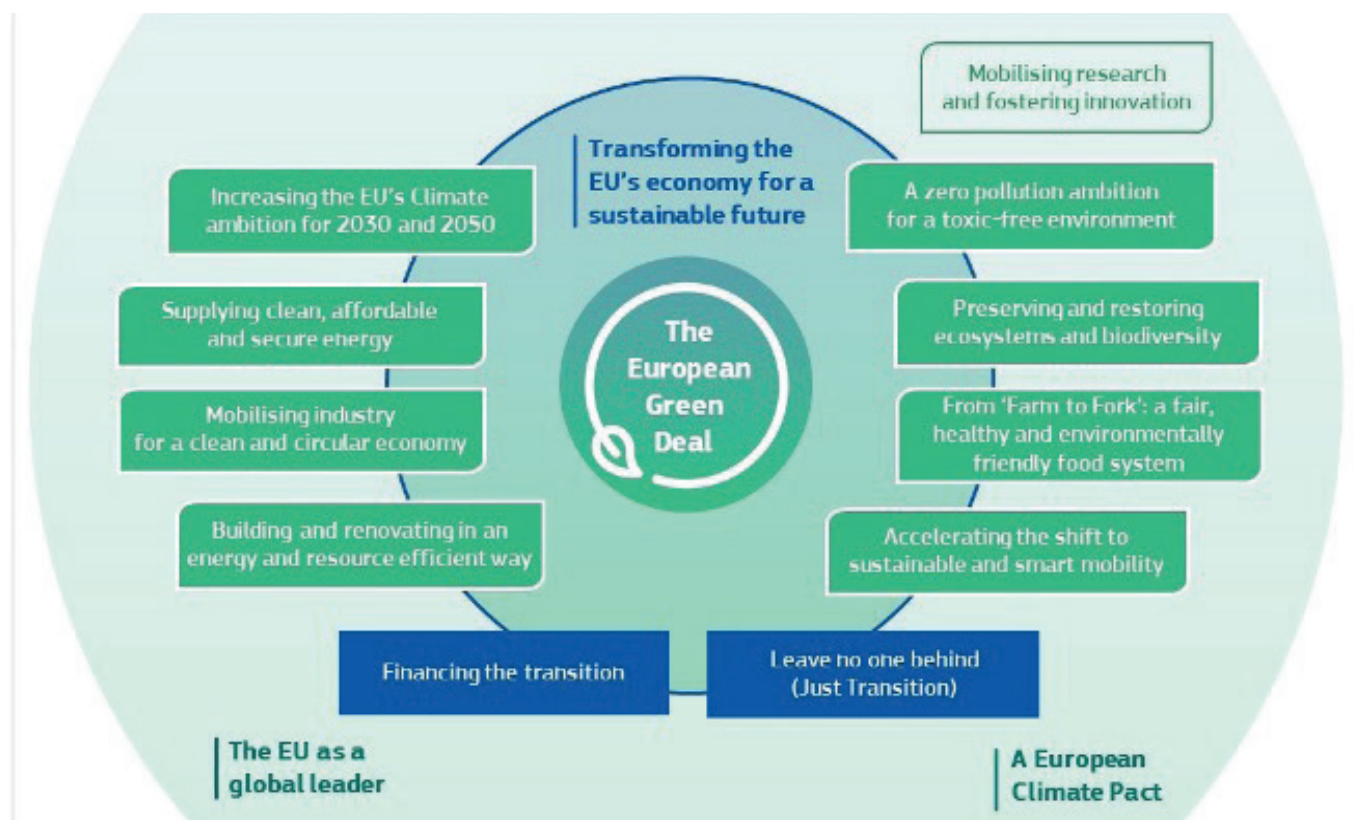 Mobilising research
and fostering innovation
Transforming the
EU's economy for a
sustainable future
Increasing the EU's Climate
ambition for 2030 and 2050
A zero pollution ambition
for a toxic-free environment
Supplying clean, affordable
and secure energy
Preserving and restoring
ecosystems and biodiversity
The
European
Green
Deal
Mobilising industry
for a clean and circular economy
From 'Farm to Fork': a fair,
healthy and environmentally
friendly food system
Building and renovating in an
energy and resource efficient way
Accelerating the shift to
sustainable and smart mobility
Financing the transition
Leave no one behind
(Just Transition)
The EU as a
global leader
A European
Climate Pact